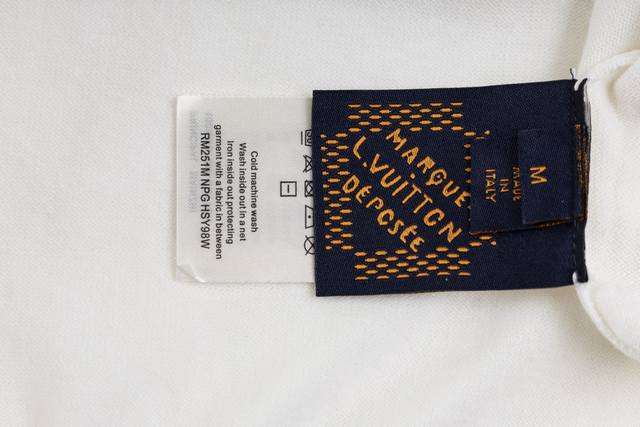 MARQUE
L.VUITTON
DÉPOSÉE
M
MADE
IN
ITALY
Cold machine wash
Wash inside out in a net
Iron inside out protecting
garment with a fabric in between
RM251M NPG HSY98W